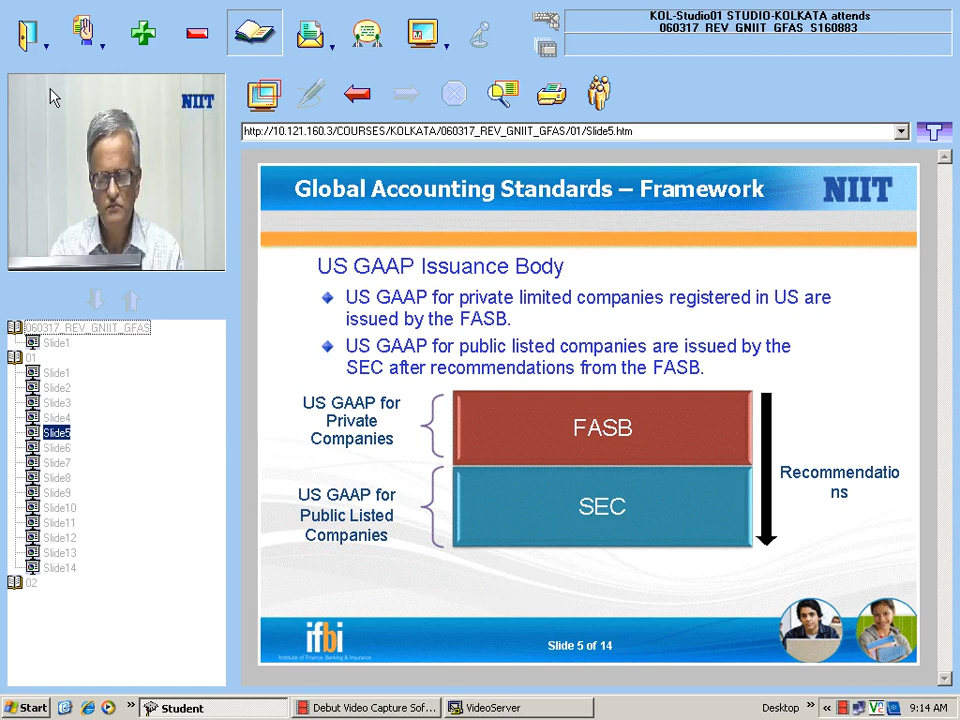 KOL-Studio01 STUDIO-KOLKATA attends
060317_REV_GNIIT_GFAS_S160883
NIIT
http://10.121.160.3/COURSES/KOLKATA/060317_REV_GNIIT_GFAS/01/Slide5.htm
T
Global Accounting Standards – Framework
NIIT
US GAAP Issuance Body
US GAAP for private limited companies registered in US are
issued by the FASB.
US GAAP for public listed companies are issued by the
SEC after recommendations from the FASB.
US GAAP for
Private
Companies
FASB
US GAAP for
Public Listed
Companies
SEC
Recommendatio
ns
ifbi
Institute of Finance Banking & Insurance
Slide 5 of 14
060317_REV_GNIIT_GFAS
Slide1
01
Slide1
Slide2
Slide3
Slide4
Slide5
Slide6
Slide7
Slide8
Slide9
Slide10
Slide11
Slide12
Slide13
Slide14
02
Start
Student
Debut Video Capture Sof...
VideoServer
Desktop
9:14 AM